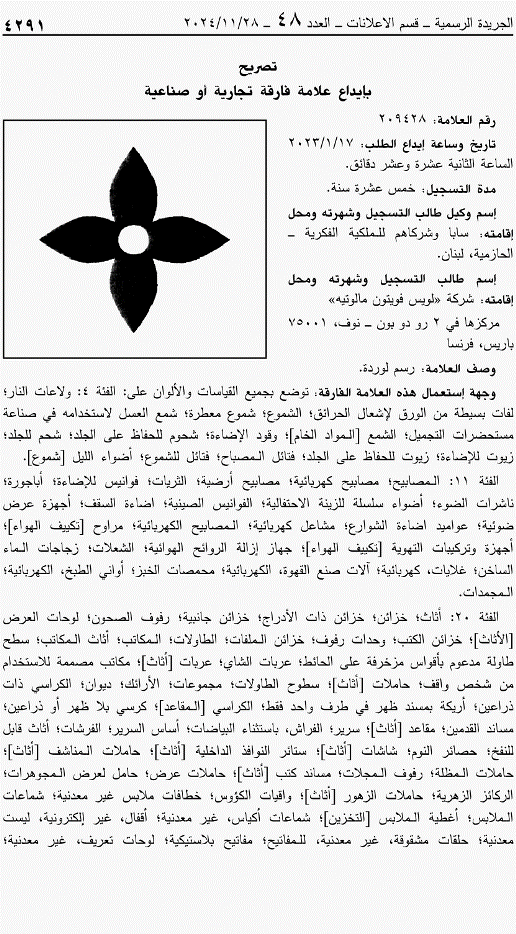 الجريدة الرسمية ــ قسم الاعلانات ــ العدد ٤٨ ــ ٢٠٢٤/١١/٢٨
٤٢٩١
تصريح
بإيداع علامة فارقة تجارية أو صناعية
رقم العلامة: ٢٠٩٤٢٨
تاريخ وساعة إيداع الطلب: ٢٠٢٣/١/١٧
الساعة الثانية عشرة وعشر دقائق.
مدة التسجيل: خمس عشرة سنة.
إسم وكيل طالب التسجيل وشهرته ومحل
إقامته: سابا وشركاهم للملكية الفكرية ــ
الحازمية، لبنان.
إسم طالب التسجيل وشهرته ومحل
إقامته: شركة «لويس فويتون مالوتيه»
مركزها في ٢ رو دو بون ــ نوف، ٧٥٠٠١
باريس، فرنسا
وصف العلامة: رسم لوردة.
وجهة إستعمال هذه العلامة الفارقة: توضع بجميع القياسات والألوان على: الفئة ٤: ولاعات النار؛
لفات بسيطة من الورق لإشعال الحرائق؛ الشموع؛ شموع معطرة؛ شمع العسل لاستخدامه في صناعة
مستحضرات التجميل؛ الشمع [المواد الخام]؛ وقود الإضاءة؛ شحوم للحفاظ على الجلد؛ شحم للجلد؛
زيوت للإضاءة؛ زيوت للحفاظ على الجلد؛ فتائل المصباح؛ فتائل للشموع؛ أضواء الليل [شموع].
الفئة ١١: المصابيح؛ مصابيح كهربائية؛ مصابيح أرضية؛ الثريات؛ فوانيس للإضاءة؛ أباجورة؛
ناشرات الضوء؛ أضواء سلسلة للزينة الاحتفالية؛ الفوانيس الصينية؛ اضاءة السقف؛ أجهزة عرض
ضوئية؛ عواميد اضاءة الشوارع؛ مشاعل كهربائية؛ المصابيح الكهربائية؛ مراوح [تكييف الهواء]؛
أجهزة وتركيبات التهوية [تكييف الهواء]؛ جهاز إزالة الروائح الهوائية؛ الشعلات؛ زجاجات الماء
الساخن؛ غلايات، كهربائية؛ آلات صنع القهوة، الكهربائية؛ محمصات الخبز؛ أواني الطبخ، الكهربائية؛
المجمدات.
الفئة ٢٠: أثاث؛ خزائن؛ خزائن ذات الأدراج؛ خزائن جانبية؛ رفوف الصحون؛ لوحات العرض
[الأثاث]؛ خزائن الكتب؛ وحدات رفوف؛ خزائن الملفات؛ الطاولات؛ المكاتب؛ أثاث المكاتب؛ سطح
طاولة مدعوم بأقواس مزخرفة على الحائط؛ عربات الشاي؛ عربات [أثاث]؛ مكاتب مصممة للاستخدام
من شخص واقف؛ حاملات [أثاث]؛ سطوح الطاولات؛ مجموعات؛ الأرائك؛ ديوان؛ الكراسي ذات
ذراعين؛ أريكة بمسند ظهر في طرف واحد فقط؛ الكراسي [المقاعد]؛ كرسي بلا ظهر أو ذراعين؛
مساند القدمين؛ مقاعد [أثاث]؛ سرير؛ الفراش، باستثناء البياضات؛ أساس السرير؛ الفرشات؛ أثاث قابل
للنفخ؛ حصائر النوم؛ شاشات [أثاث]؛ ستائر النوافذ الداخلية [أثاث]؛ حاملات المناشف [أثاث]؛
حاملات المظلة؛ رفوف المجلات؛ مساند كتب [أثاث]؛ حاملات عرض؛ حامل لعرض المجوهرات؛
الركائز الزهرية؛ حاملات الزهور [أثاث]؛ واقيات الكؤوس؛ خطافات ملابس غير معدنية؛ شماعات
الملابس؛ أغطية الملابس [التخزين]؛ شماعات أكياس، غير معدنية؛ أقفال، غير إلكترونية، ليست
معدنية؛ حلقات مشقوقة، غير معدنية، للمفاتيح؛ مفاتيح بلاستيكية؛ لوحات تعريف، غير معدنية؛